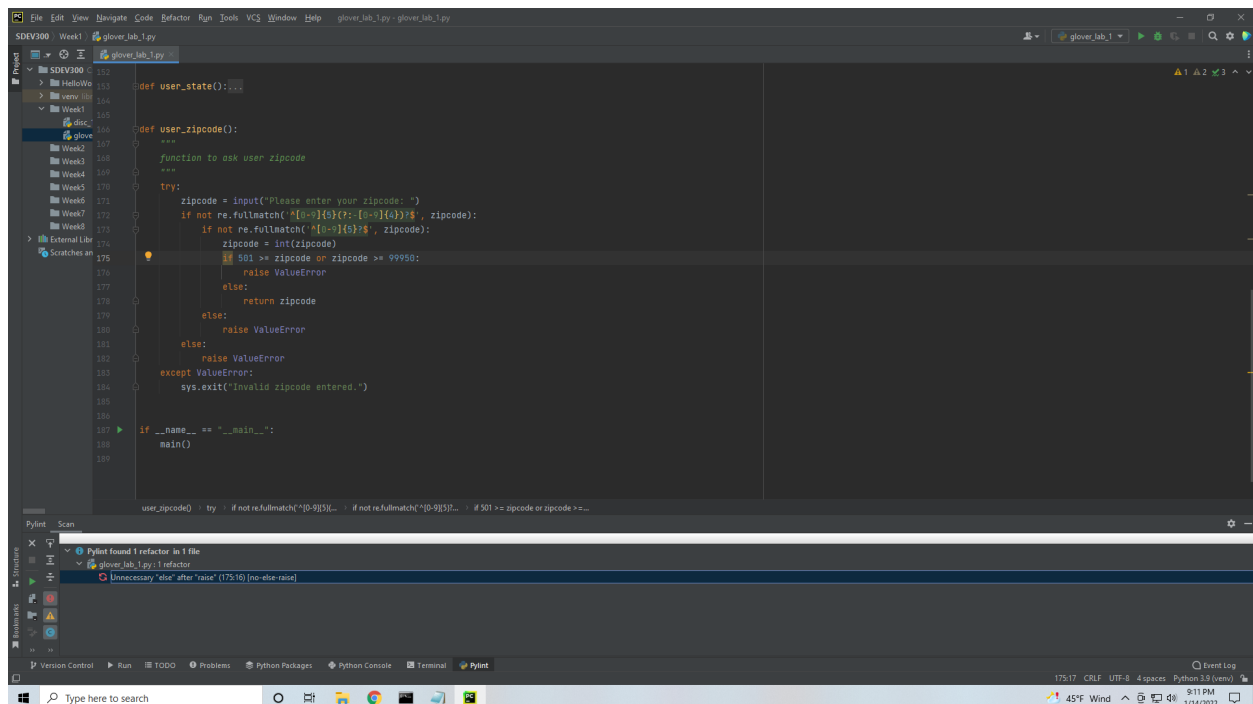 File Edit View Navigate Code Refactor Run Tools VCS Window Help glover_lab_1.py - glover_lab_1.py
SDEV300 Week1 glover_lab_1.py
glover_lab_1
Project
glover_lab_1.py
1 2 3
SDEV300 C
HelloWo
venv
Week1
disc_
glove
Week2
Week3
Week4
Week5
Week6
Week7
Week8
External Libr
Scratches an
152
153 def user_state():...
164
165
166 def user_zipcode():
167 """
168 function to ask user zipcode
169 """
170 try:
171 zipcode = input("Please enter your zipcode: ")
172 if not re.fullmatch('^[0-9]{5}(?:-[0-9]{4})?$', zipcode):
173 if not re.fullmatch('^[0-9]{5}?$', zipcode):
174 zipcode = int(zipcode)
175 if 501 >= zipcode or zipcode >= 99950:
176 raise ValueError
177 else:
178 return zipcode
179 else:
180 raise ValueError
181 else:
182 raise ValueError
183 except ValueError:
184 sys.exit("Invalid zipcode entered.")
185
186
187 if __name__ == "__main__":
188 main()
189
user_zipcode() › try › if not re.fullmatch('^[0-9]{5}(... › if not re.fullmatch('^[0-9]{5}?... › if 501 >= zipcode or zipcode >=...
Pylint Scan
Pylint found 1 refactor in 1 file
glover_lab_1.py : 1 refactor
Unnecessary "else" after "raise" (175:16) [no-else-raise]
Structure
Bookmarks
Version Control Run TODO Problems Python Packages Python Console Terminal Pylint Event Log
175:17 CRLF UTF-8 4 spaces Python 3.9 (venv)
Type here to search
45°F Wind
9:11 PM
1/14/2022